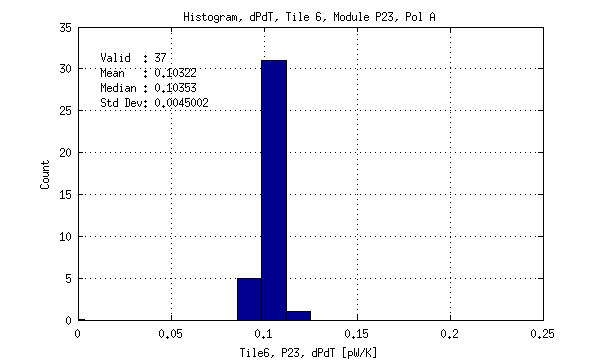 Histogram, dPdT, Tile 6, Module P23, Pol A
35
Valid : 37
Mean : 0.10322
Median : 0.10353
Std Dev: 0.0045002
30
25
20
15
10
5
0
Count
0 0.05 0.1 0.15 0.2 0.25
Tile6, P23, dPdT [pW/K]